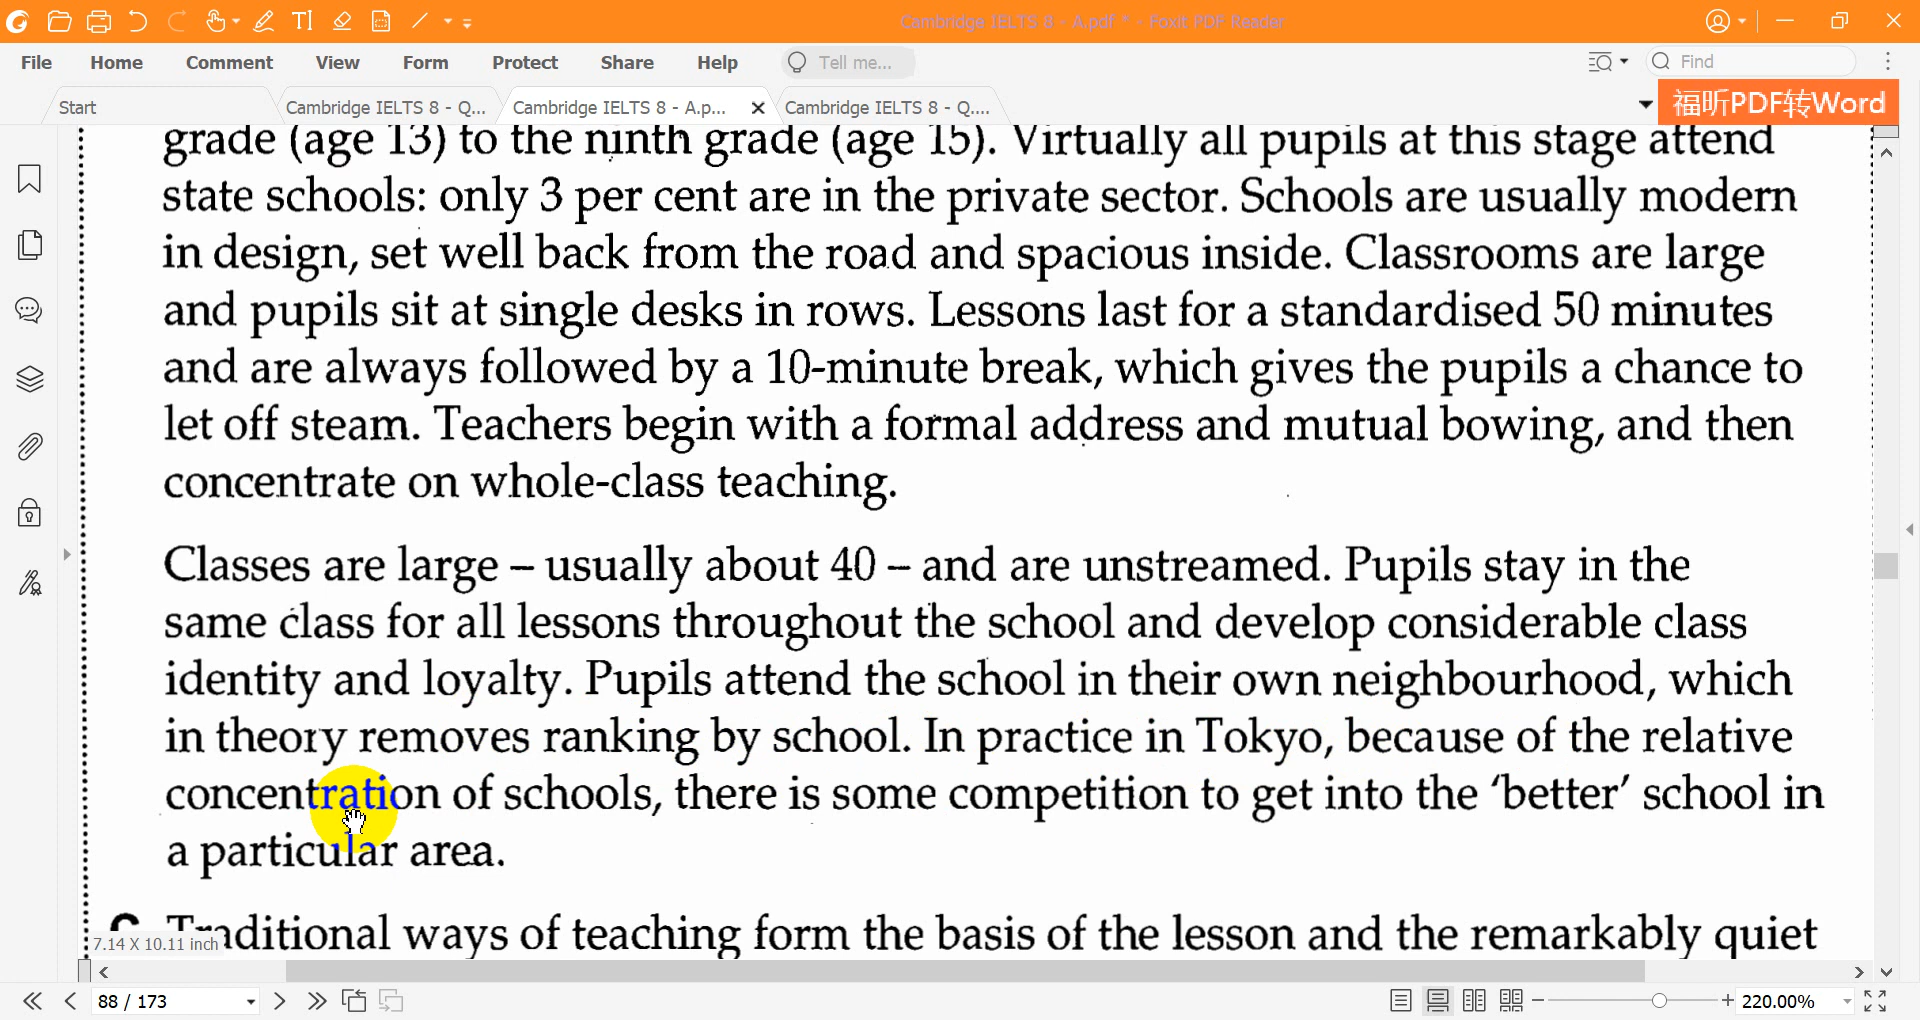 Cambridge IELTS 8 - A.pdf * - Foxit PDF Reader
File Home Comment View Form Protect Share Help Tell me... Find
Start Cambridge IELTS 8 - Q... Cambridge IELTS 8 - A.p... Cambridge IELTS 8 - Q.... 福昕PDF转Word
grade (age 13) to the ninth grade (age 15). Virtually all pupils at this stage attend
state schools: only 3 per cent are in the private sector. Schools are usually modern
in design, set well back from the road and spacious inside. Classrooms are large
and pupils sit at single desks in rows. Lessons last for a standardised 50 minutes
and are always followed by a 10-minute break, which gives the pupils a chance to
let off steam. Teachers begin with a formal address and mutual bowing, and then
concentrate on whole-class teaching.
Classes are large – usually about 40 – and are unstreamed. Pupils stay in the
same class for all lessons throughout the school and develop considerable class
identity and loyalty. Pupils attend the school in their own neighbourhood, which
in theory removes ranking by school. In practice in Tokyo, because of the relative
concentration of schools, there is some competition to get into the ‘better’ school in
a particular area.
C Traditional ways of teaching form the basis of the lesson and the remarkably quiet
7.14 X 10.11 inch
88 / 173 220.00%